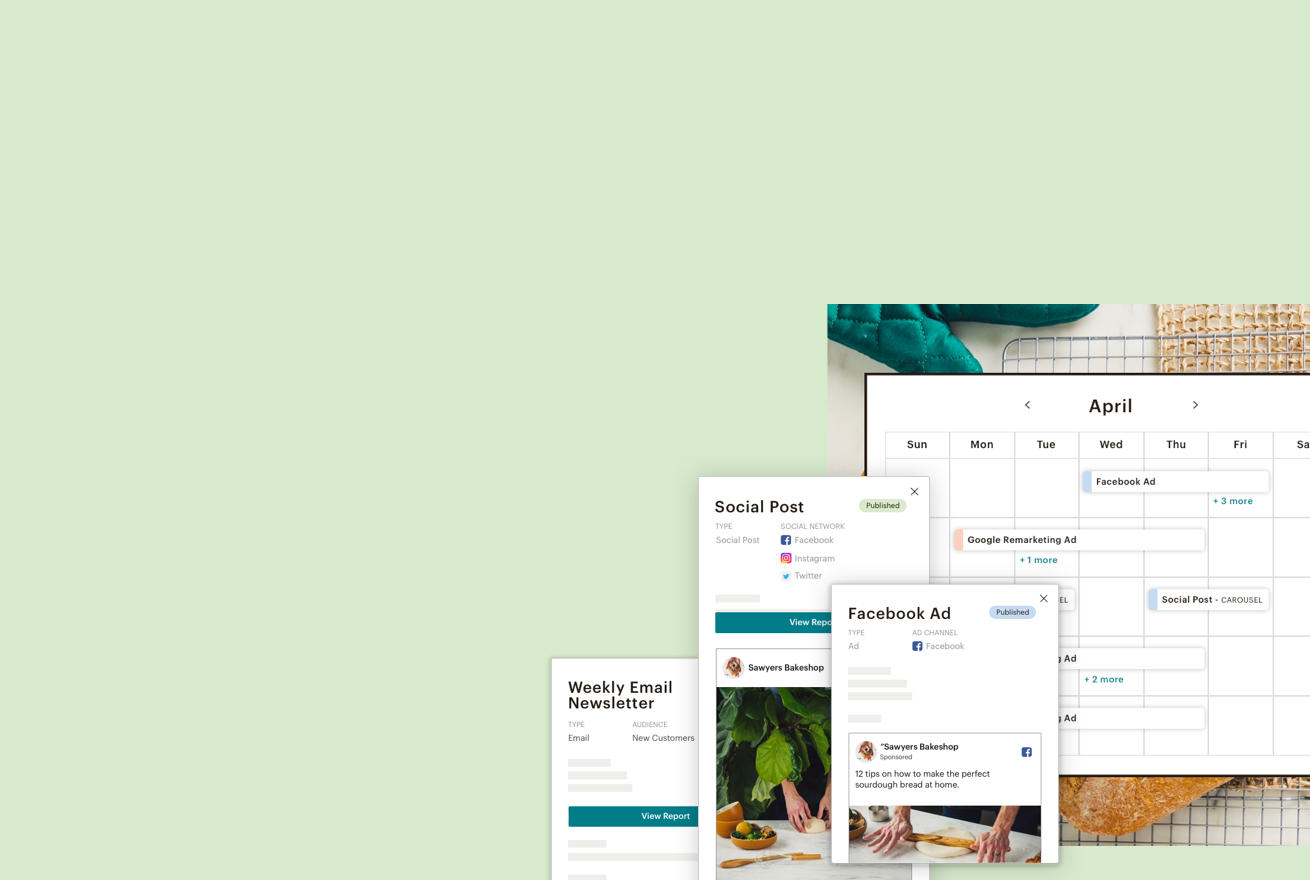 April
Sun Mon Tue Wed Thu Fri
Facebook Ad
+ 3 more
Google Remarketing Ad
+ 1 more
Social Post - CAROUSEL
Ad
+ 2 more
Ad
Social Post
Published
TYPE SOCIAL NETWORK
Social Post Facebook
Instagram
Twitter
View
Sawyers Bakeshop
Facebook Ad
Published
TYPE AD CHANNEL
Ad Facebook
“Sawyers Bakeshop
Sponsored
12 tips on how to make the perfect
sourdough bread at home.
Weekly Email
Newsletter
TYPE AUDIENCE
Email New Customers
View Report